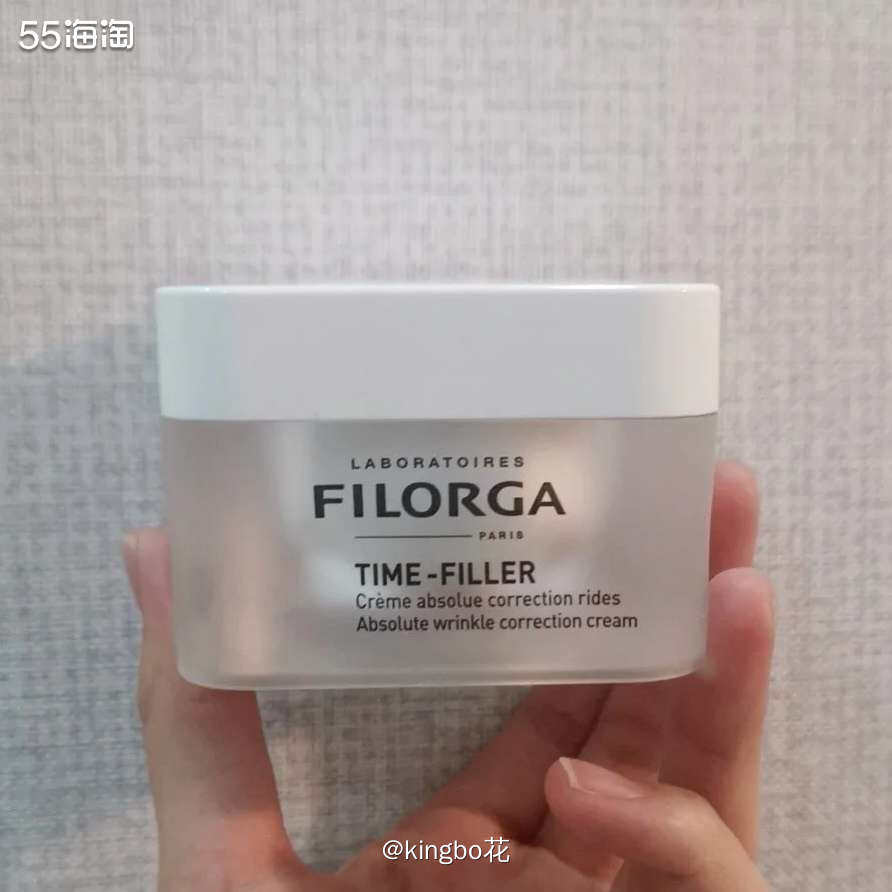 55海淘
LABORATOIRES
FILORGA
PARIS
TIME-FILLER
Crème absolue correction rides
Absolute wrinkle correction cream
@kingbo花